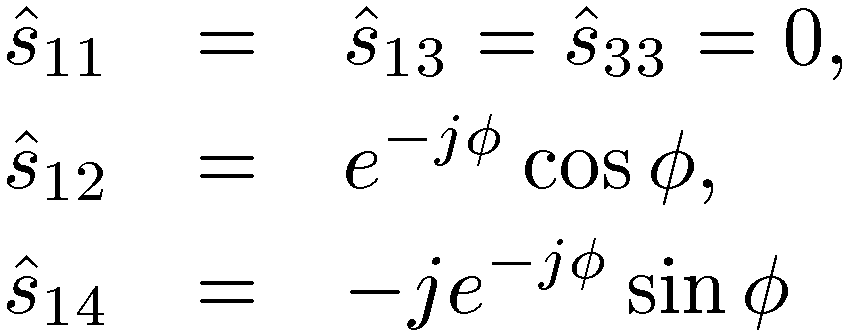 ŝ₁₁ = ŝ₁₃ = ŝ₃₃ = 0,
ŝ₁₂ = e^{-jϕ} cos ϕ,
ŝ₁₄ = -je^{-jϕ} sin ϕ